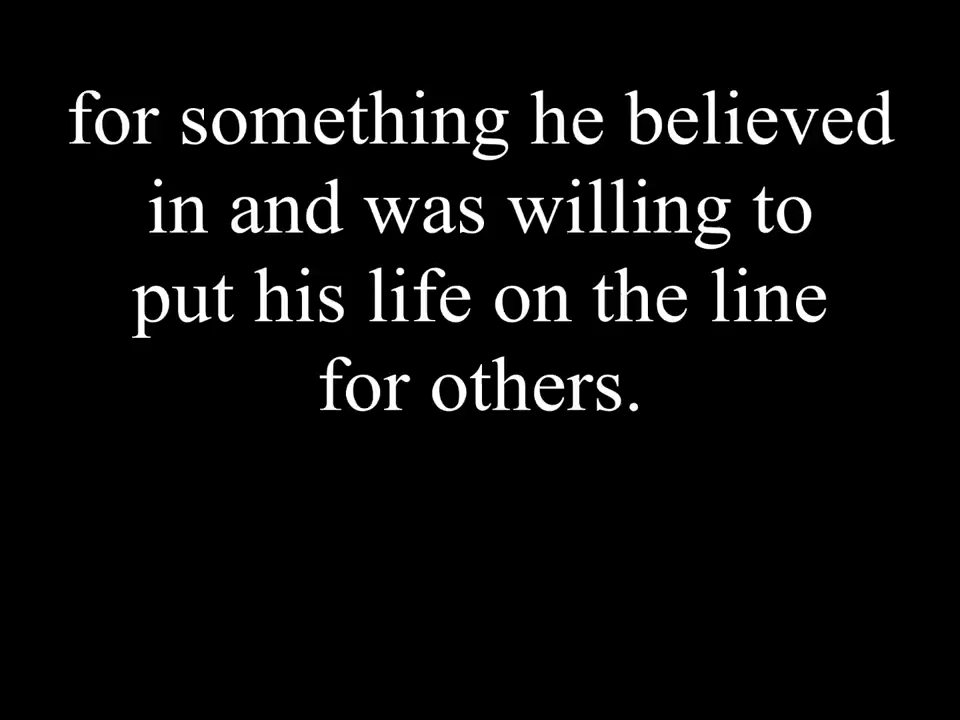 for something he believed
in and was willing to
put his life on the line
for others.